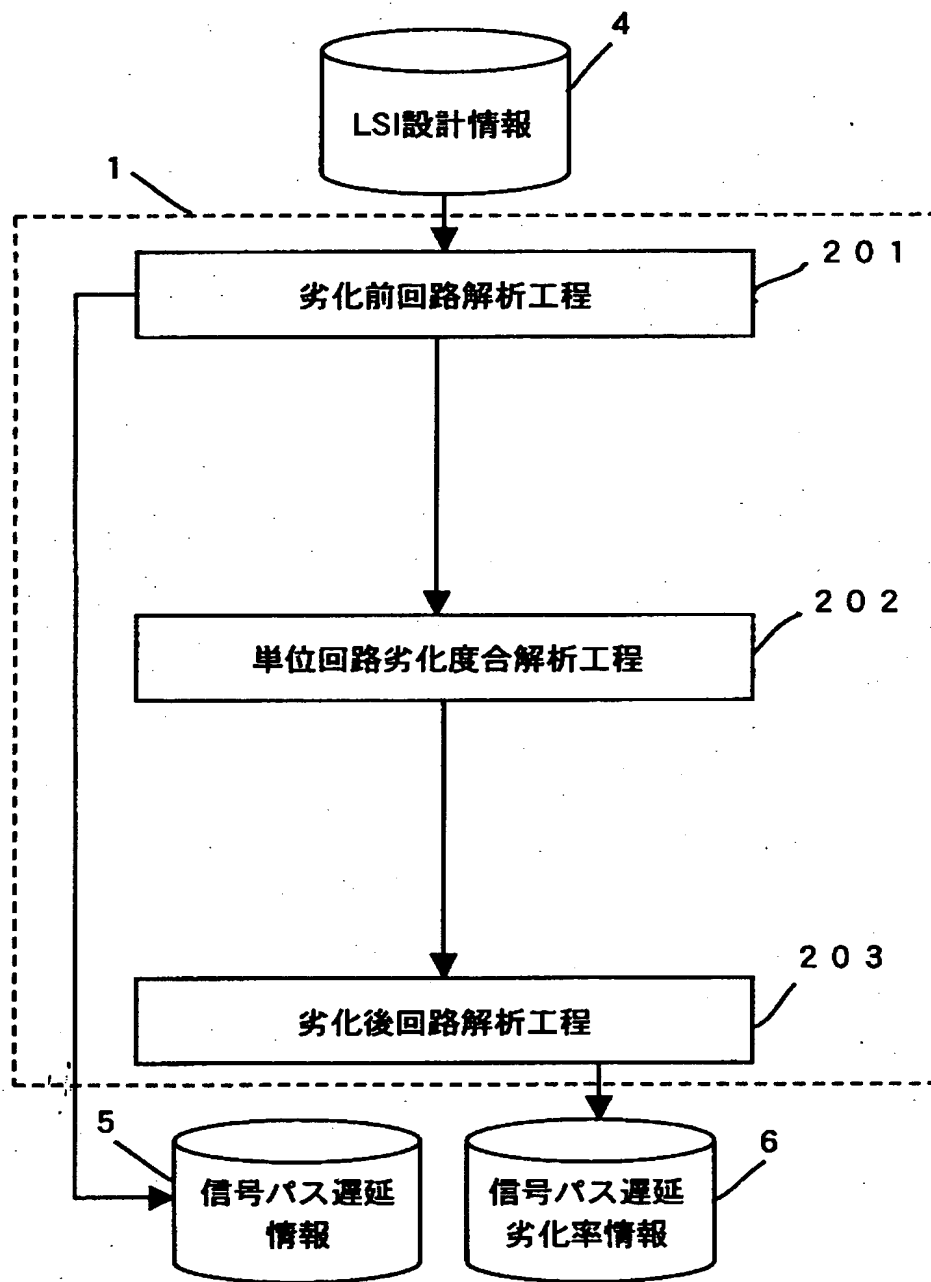 4
LSI設計情報
1
201
劣化前回路解析工程
202
単位回路劣化度合解析工程
203
劣化後回路解析工程
5
信号パス遅延
情報
6
信号パス遅延
劣化率情報